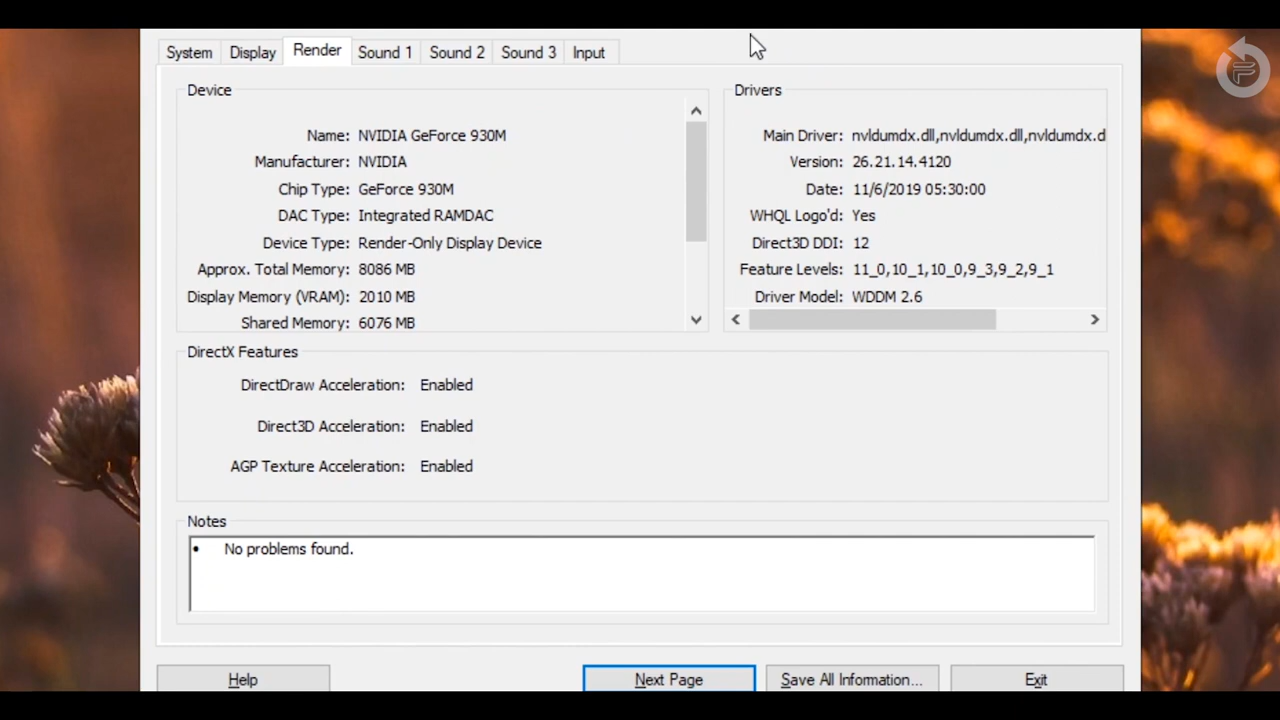 System Display Render Sound 1 Sound 2 Sound 3 Input
Device
Name: NVIDIA GeForce 930M
Manufacturer: NVIDIA
Chip Type: GeForce 930M
DAC Type: Integrated RAMDAC
Device Type: Render-Only Display Device
Approx. Total Memory: 8086 MB
Display Memory (VRAM): 2010 MB
Shared Memory: 6076 MB
Drivers
Main Driver: nvldumdx.dll,nvldumdx.dll,nvldumdx.d
Version: 26.21.14.4120
Date: 11/6/2019 05:30:00
WHQL Logo'd: Yes
Direct3D DDI: 12
Feature Levels: 11_0,10_1,10_0,9_3,9_2,9_1
Driver Model: WDDM 2.6
DirectX Features
DirectDraw Acceleration: Enabled
Direct3D Acceleration: Enabled
AGP Texture Acceleration: Enabled
Notes
• No problems found.
Help Next Page Save All Information... Exit